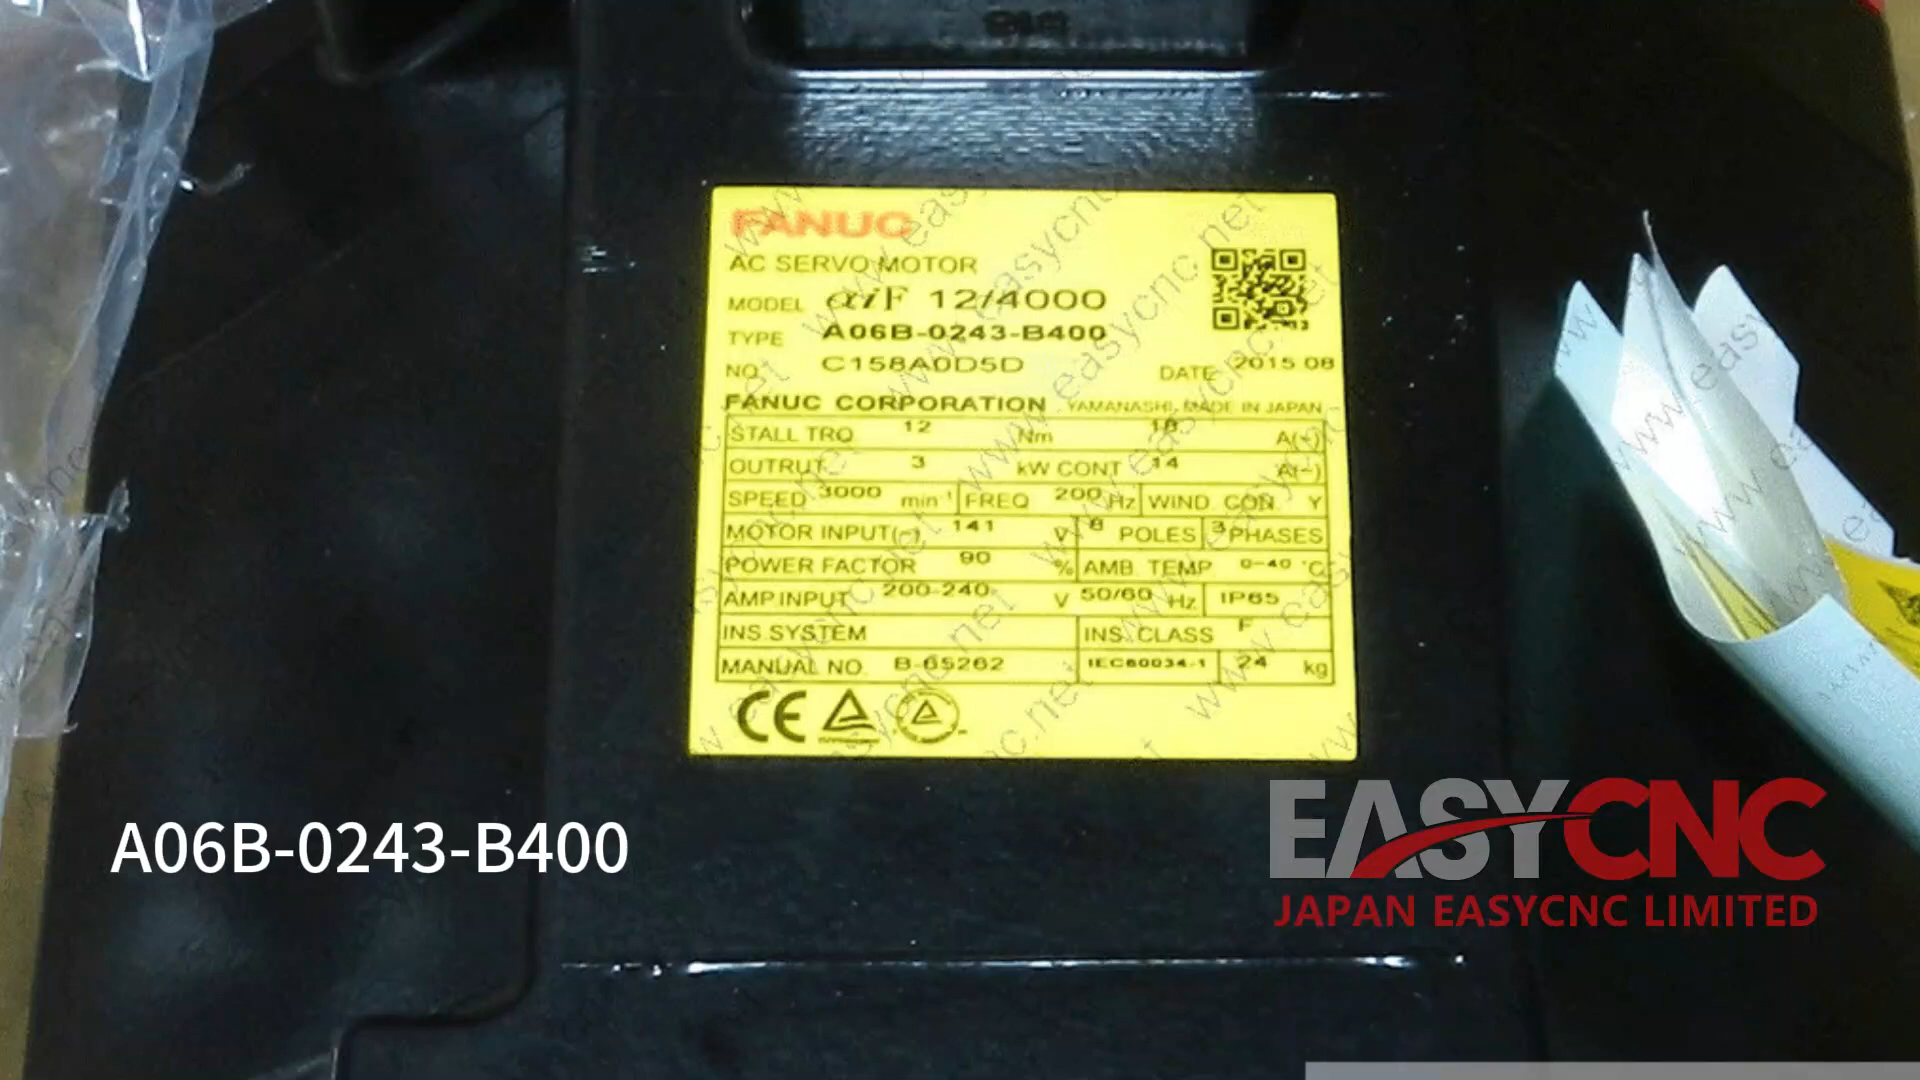 FANUC
AC SERVO MOTOR
MODEL αiF 12/4000
TYPE A06B-0243-B400
NO. C158A0D5D DATE 2015.08
FANUC CORPORATION YAMANASHI, MADE IN JAPAN
STALL TRQ. 12 Nm 18 A(~)
OUTPUT 3 kW CONT 14 A(~)
SPEED 3000 min⁻¹ FREQ 200 Hz WIND. CON. Y
MOTOR INPUT(~) 141 V 8 POLES 3 PHASES
POWER FACTOR 90 % AMB. TEMP 0-40 °C
AMP.INPUT 200-240 V 50/60 Hz IP65
INS.SYSTEM INS. CLASS F
MANUAL NO. B-65262 IEC60034-1 24 kg
CE
A06B-0243-B400
EASYCNC
JAPAN EASYCNC LIMITED
www.easycnc.net